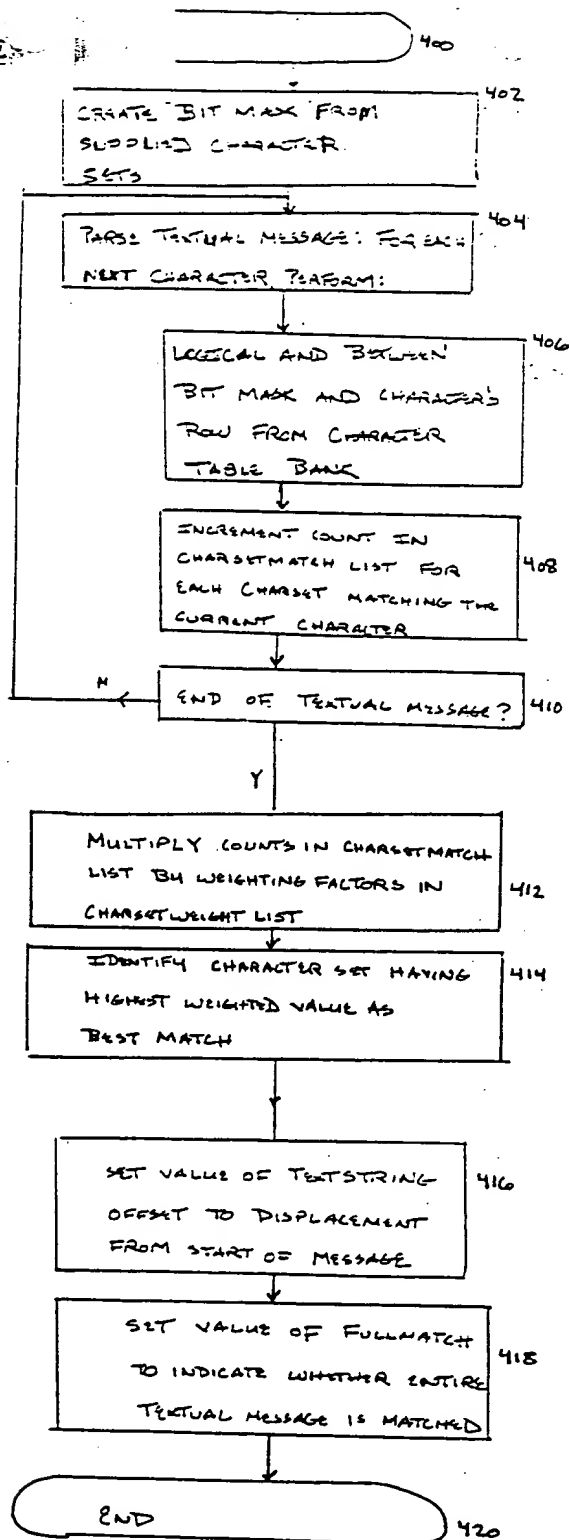 400
402
CREATE BIT MASK FROM
SUPPLIED CHARACTER
SETS
404
PARSE TEXTUAL MESSAGE: FOR EACH
NEXT CHARACTER PERFORM:
406
LOGICAL AND BETWEEN
BIT MASK AND CHARACTER'S
ROW FROM CHARACTER
TABLE BANK
INCREMENT COUNT IN
CHARSETMATCH LIST FOR
EACH CHARSET MATCHING THE
CURRENT CHARACTER
408
N
END OF TEXTUAL MESSAGE?
410
Y
MULTIPLY COUNTS IN CHARSETMATCH
LIST BY WEIGHTING FACTORS IN
CHARSETWEIGHT LIST
412
IDENTIFY CHARACTER SET HAVING
HIGHEST WEIGHTED VALUE AS
BEST MATCH
414
SET VALUE OF TEXTSTRING
OFFSET TO DISPLACEMENT
FROM START OF MESSAGE
416
SET VALUE OF FULLMATCH
TO INDICATE WHETHER ENTIRE
TEXTUAL MESSAGE IS MATCHED
418
END
420